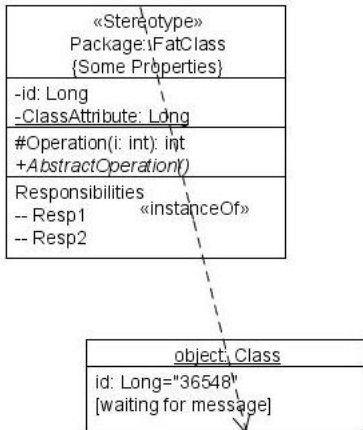 «Stereotype»
Package::FatClass
{Some Properties}
-id: Long
-ClassAttribute: Long
#Operation(i: int): int
+AbstractOperation()
Responsibilities
-- Resp1
-- Resp2
«instanceOf»
object: Class
id: Long="36548"
[waiting for message]